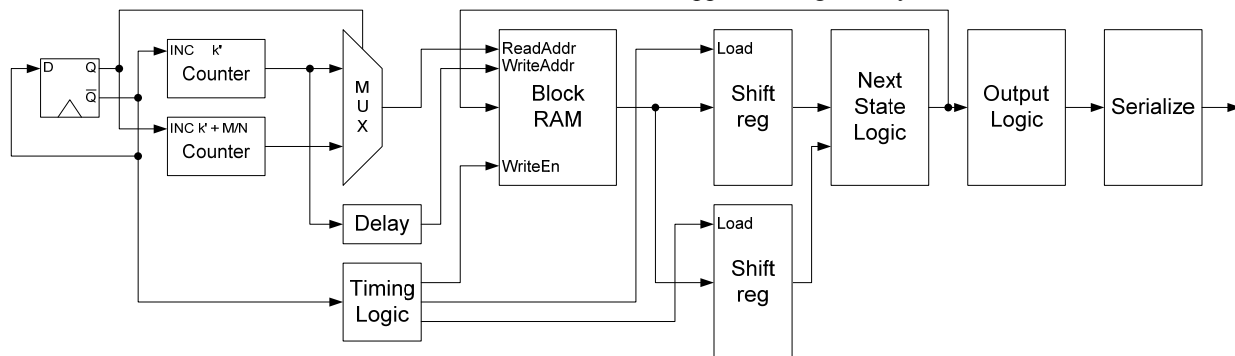 D Q
Q
INC k'
Counter
INC k' + M/N
Counter
M
U
X
Delay
Timing
Logic
ReadAddr
WriteAddr
Block
RAM
WriteEn
Load
Shift
reg
Load
Shift
reg
Next
State
Logic
Output
Logic
Serialize